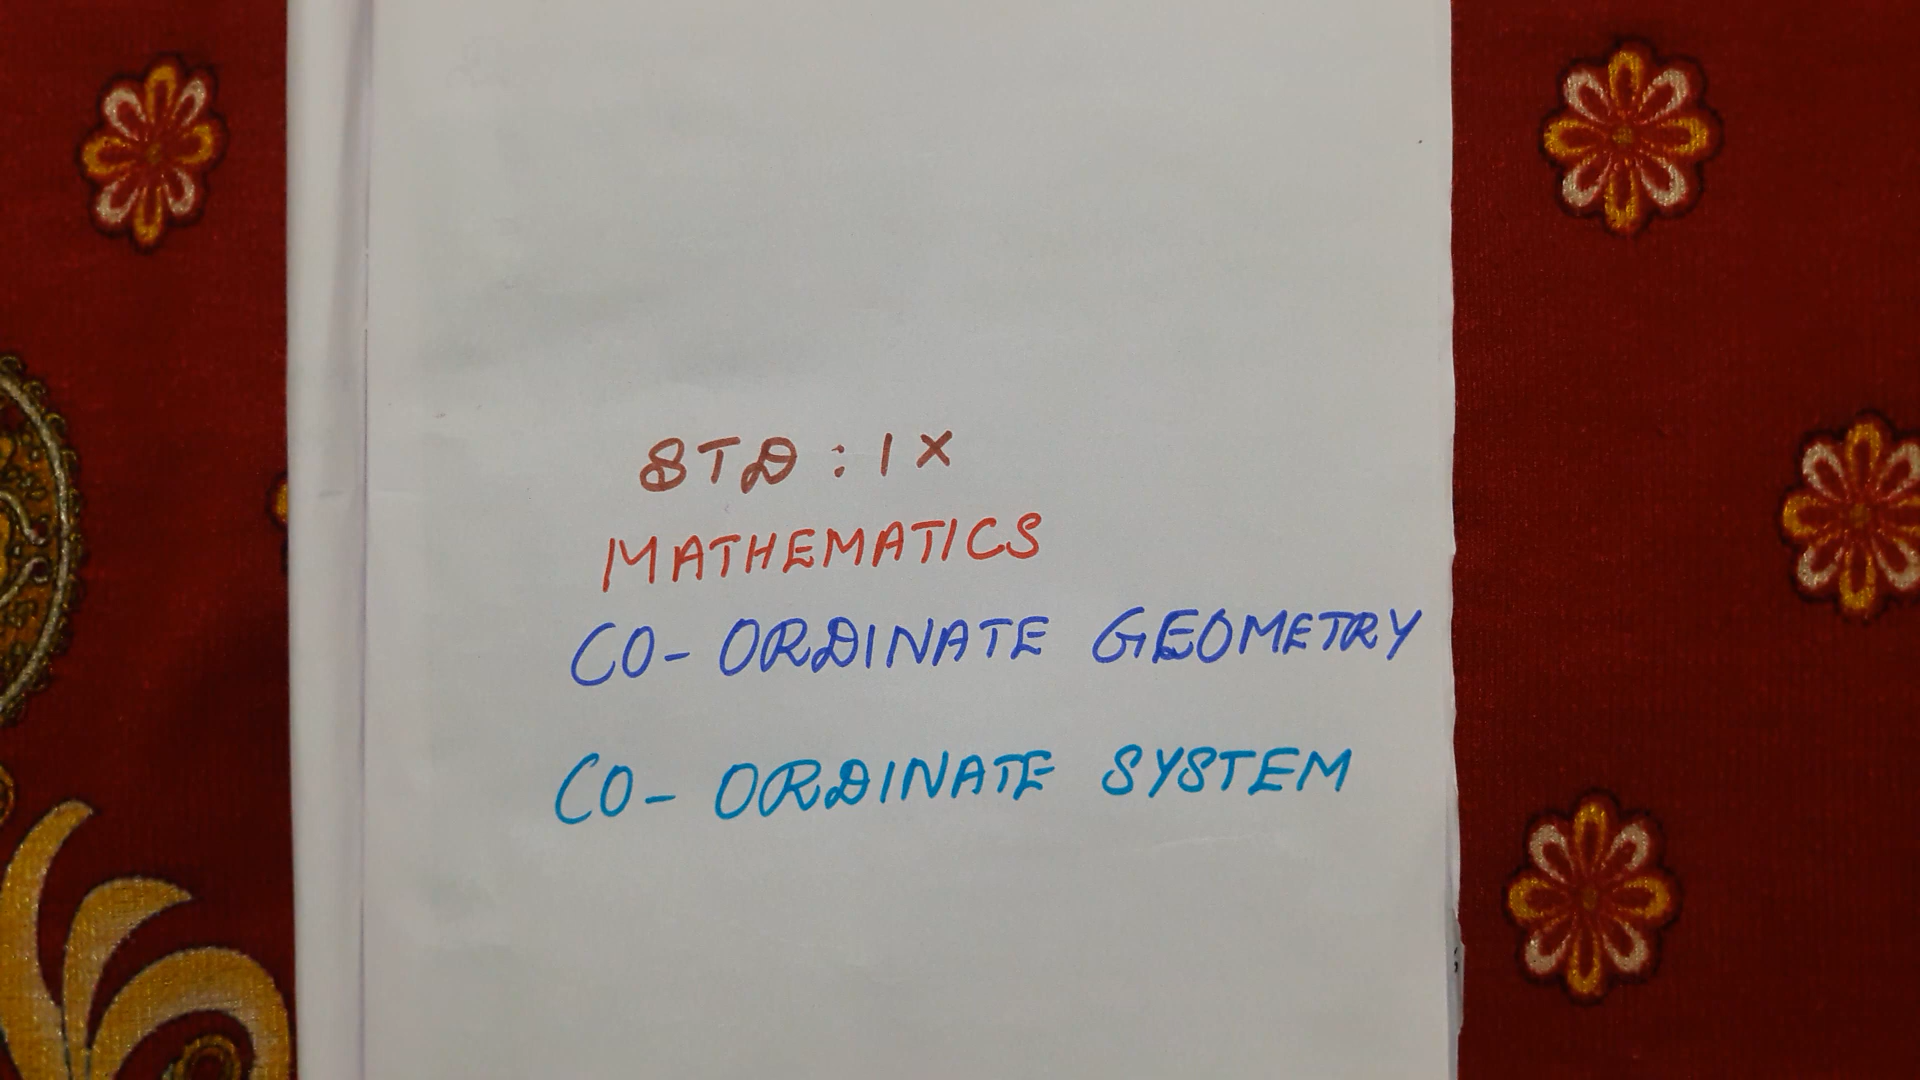 STD : IX
MATHEMATICS
CO- ORDINATE GEOMETRY
CO- ORDINATE SYSTEM